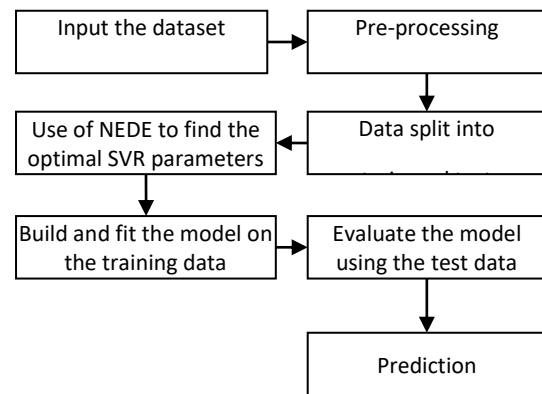 Input the dataset
Pre-processing
Use of NEDE to find the
optimal SVR parameters
Data split into
Build and fit the model on
the training data
Evaluate the model
using the test data
Prediction